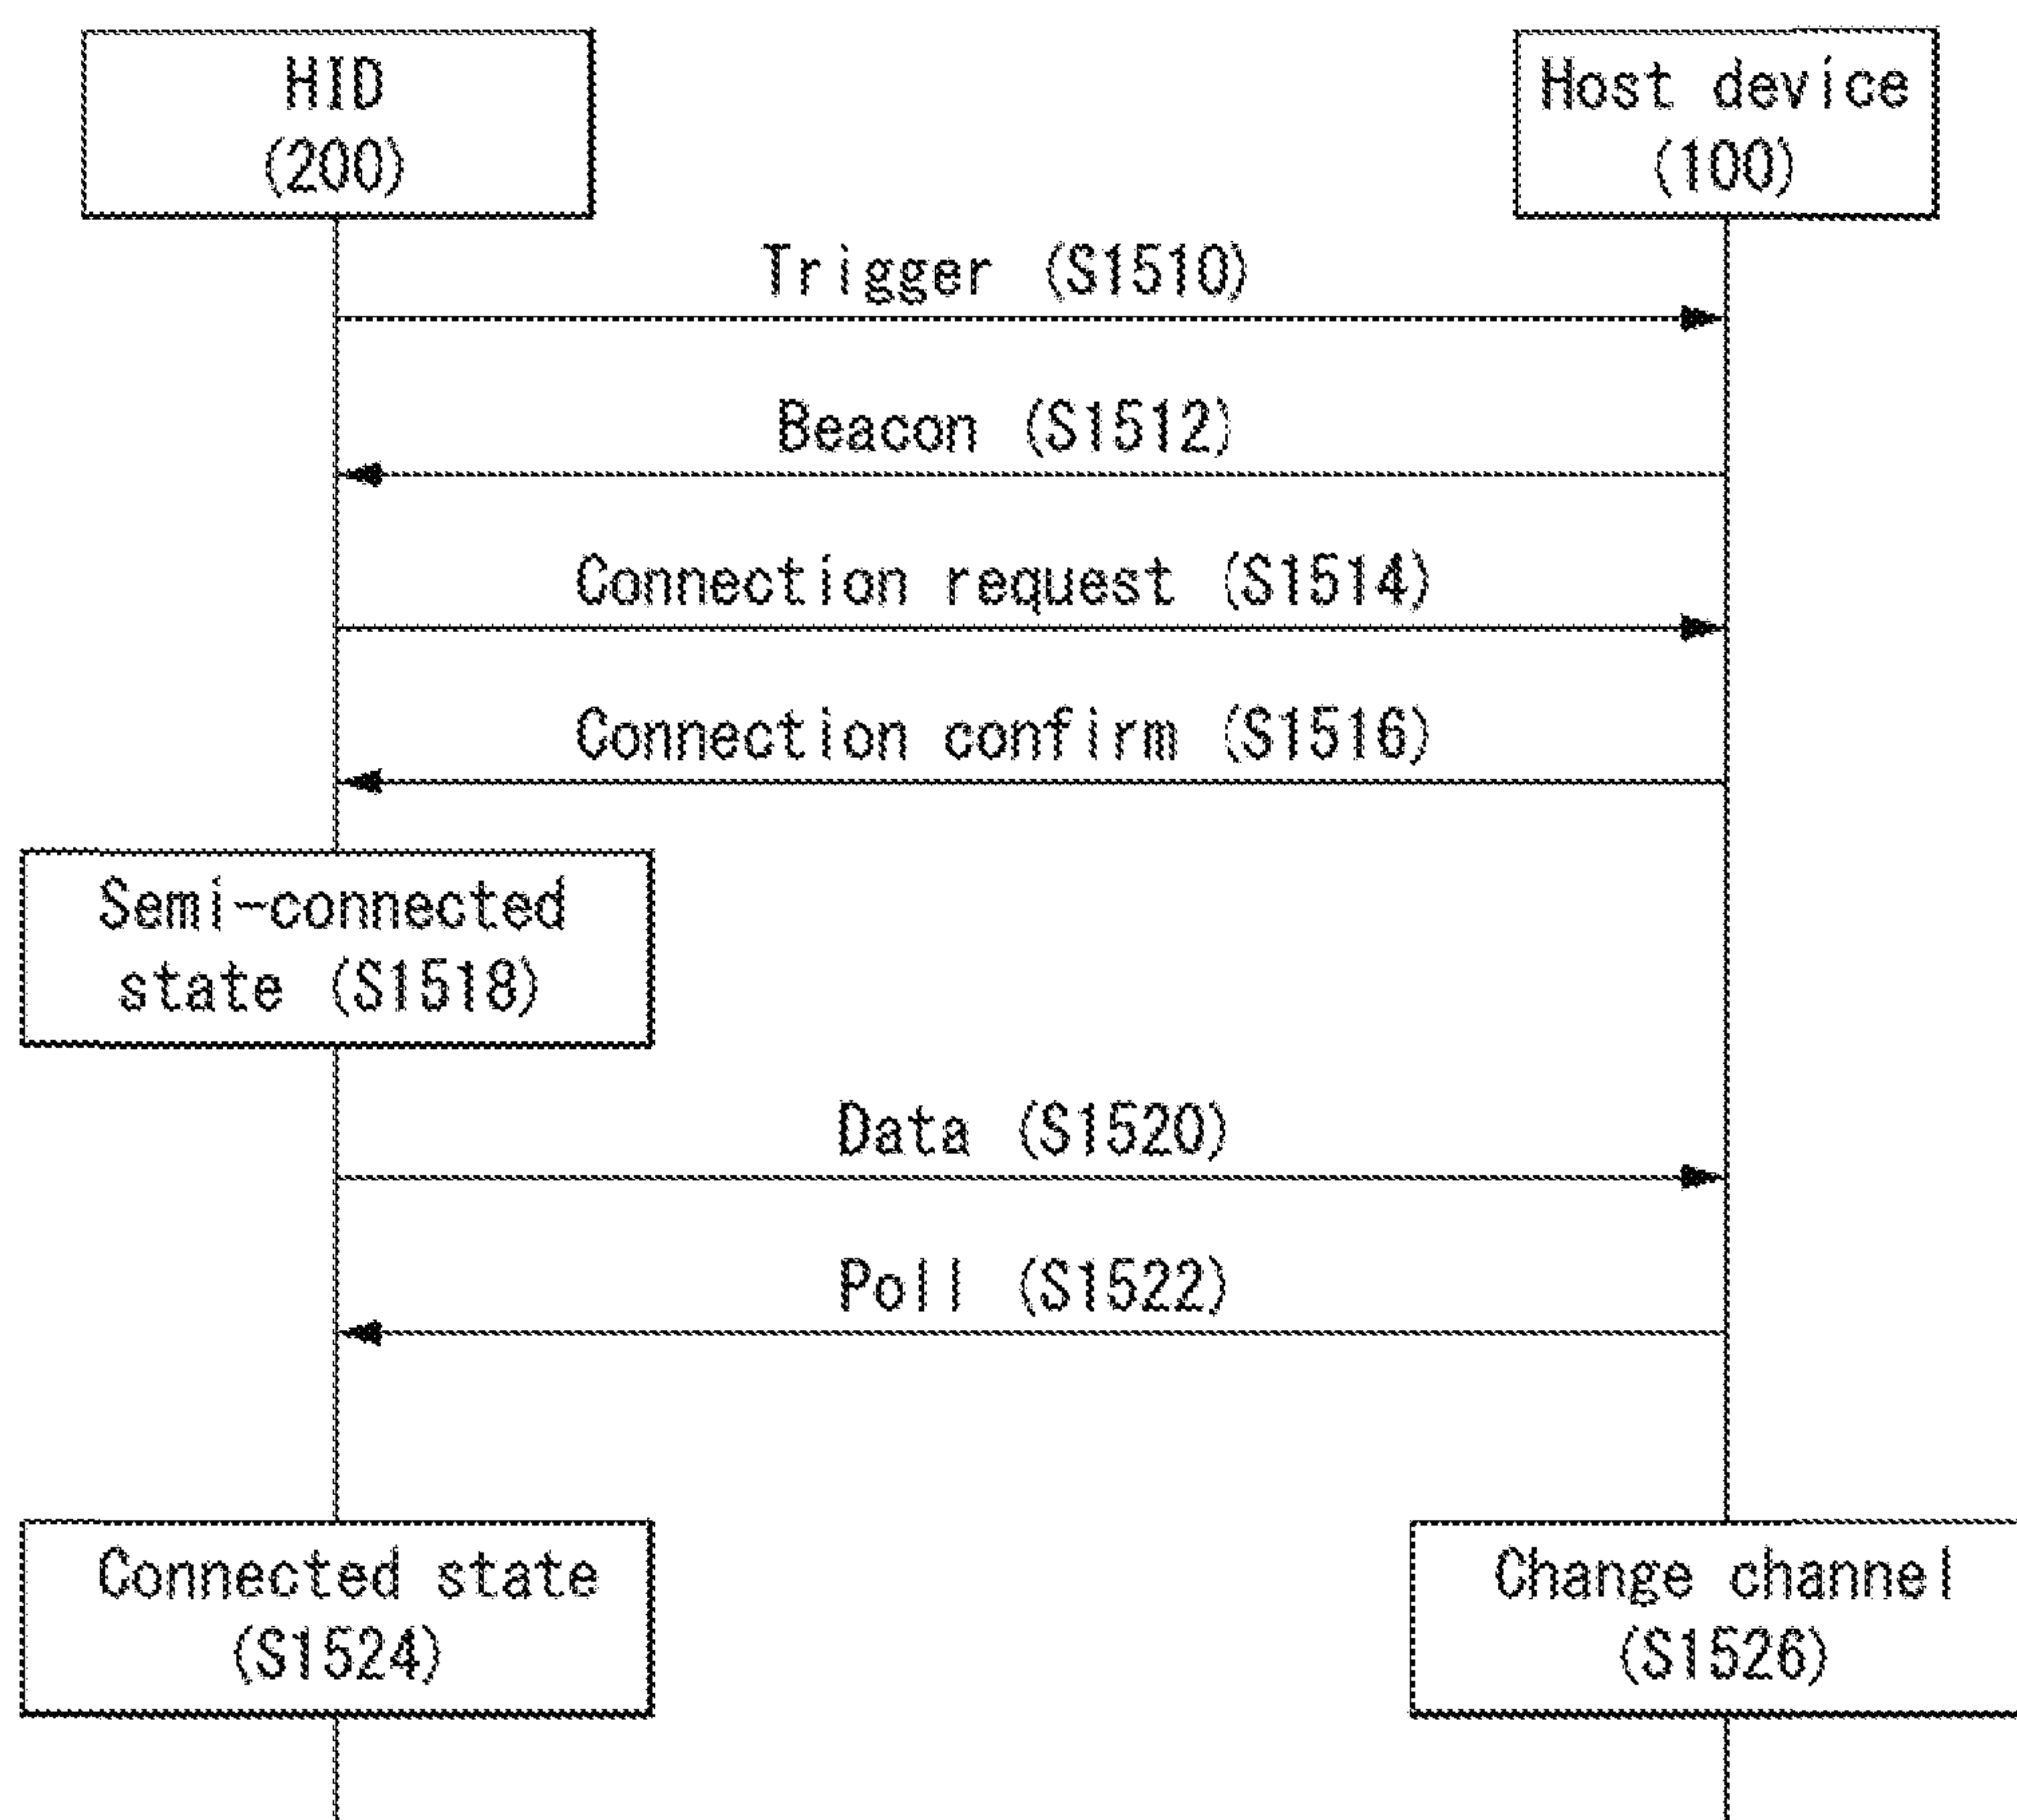 HID
(200)
Host device
(100)
Trigger (S1510)
Beacon (S1512)
Connection request (S1514)
Connection confirm (S1516)
Semi-connected
state (S1518)
Data (S1520)
Poll (S1522)
Connected state
(S1524)
Change channel
(S1526)